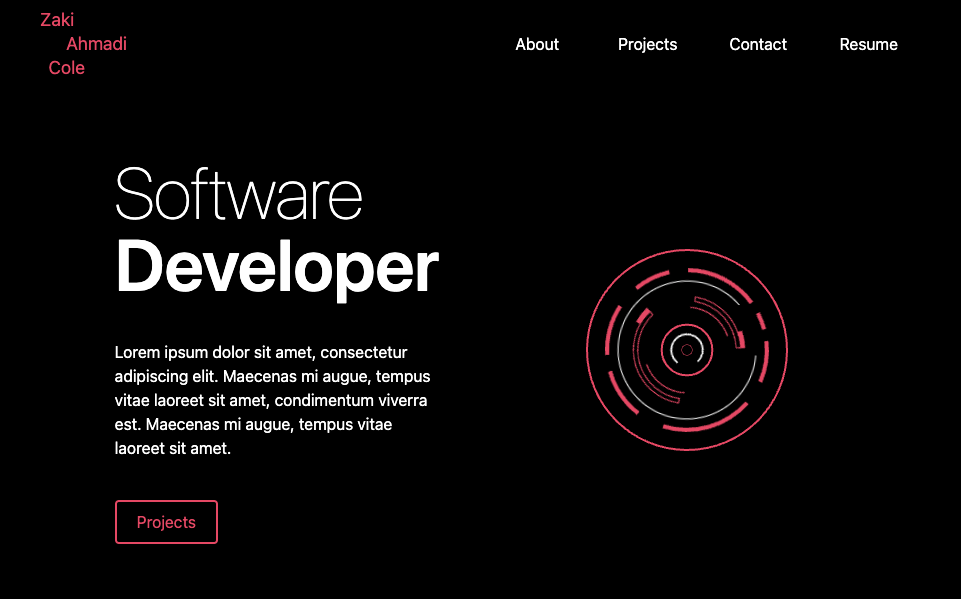 Zaki
Ahmadi
Cole
About Projects Contact Resume
Software
Developer
Lorem ipsum dolor sit amet, consectetur
adipiscing elit. Maecenas mi augue, tempus
vitae laoreet sit amet, condimentum viverra
est. Maecenas mi augue, tempus vitae
laoreet sit amet.
Projects